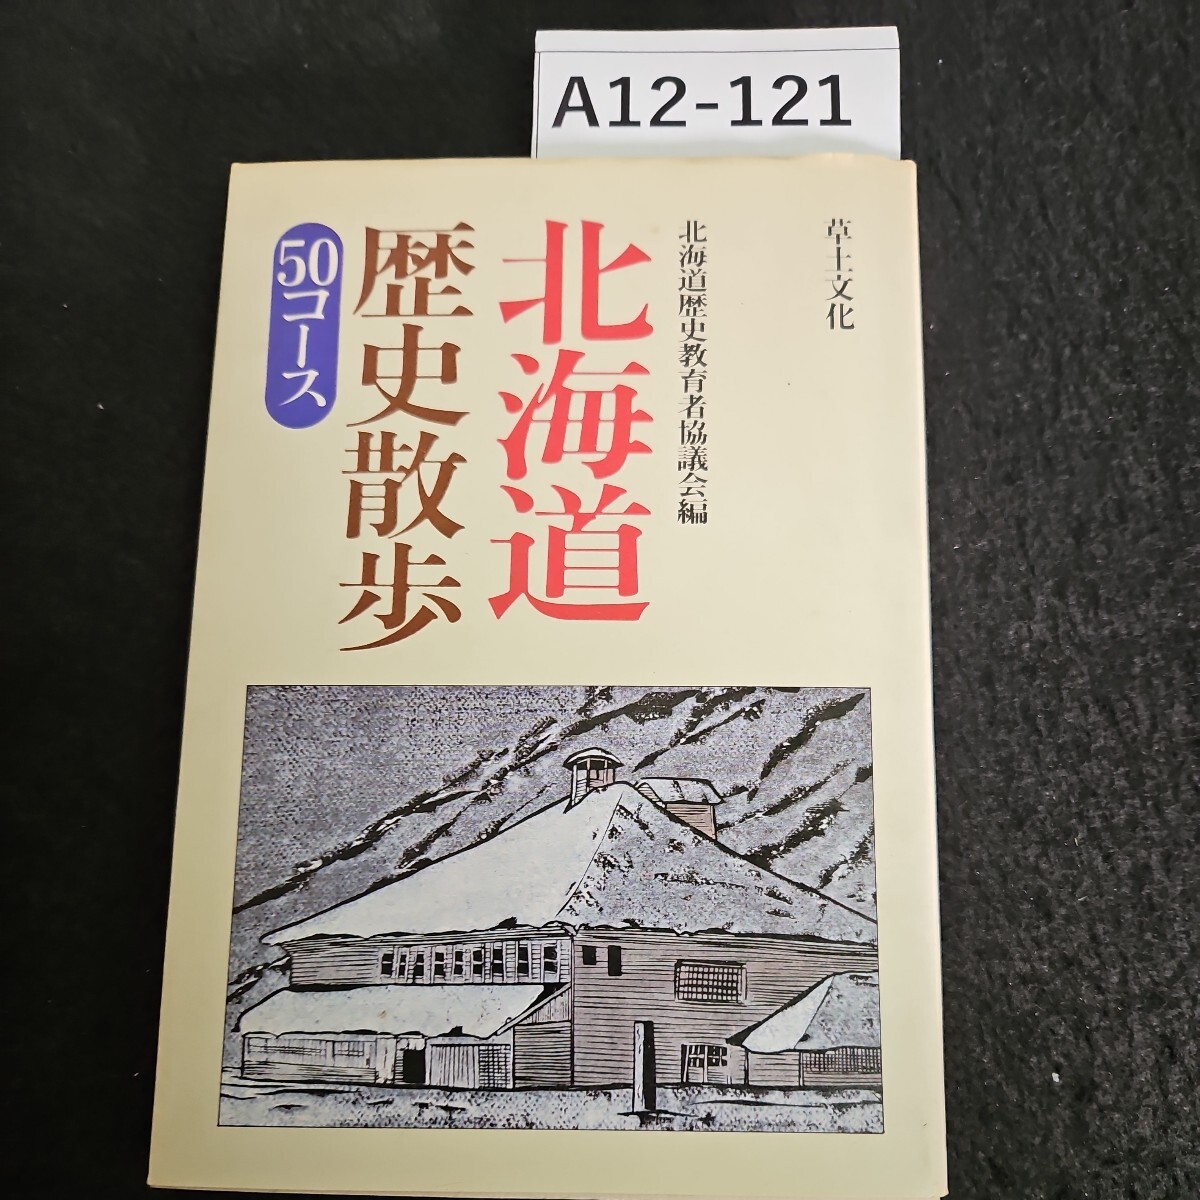 A12-121
草土文化
北海道歴史教育者協議会編
北海道
歴史散歩
50コース